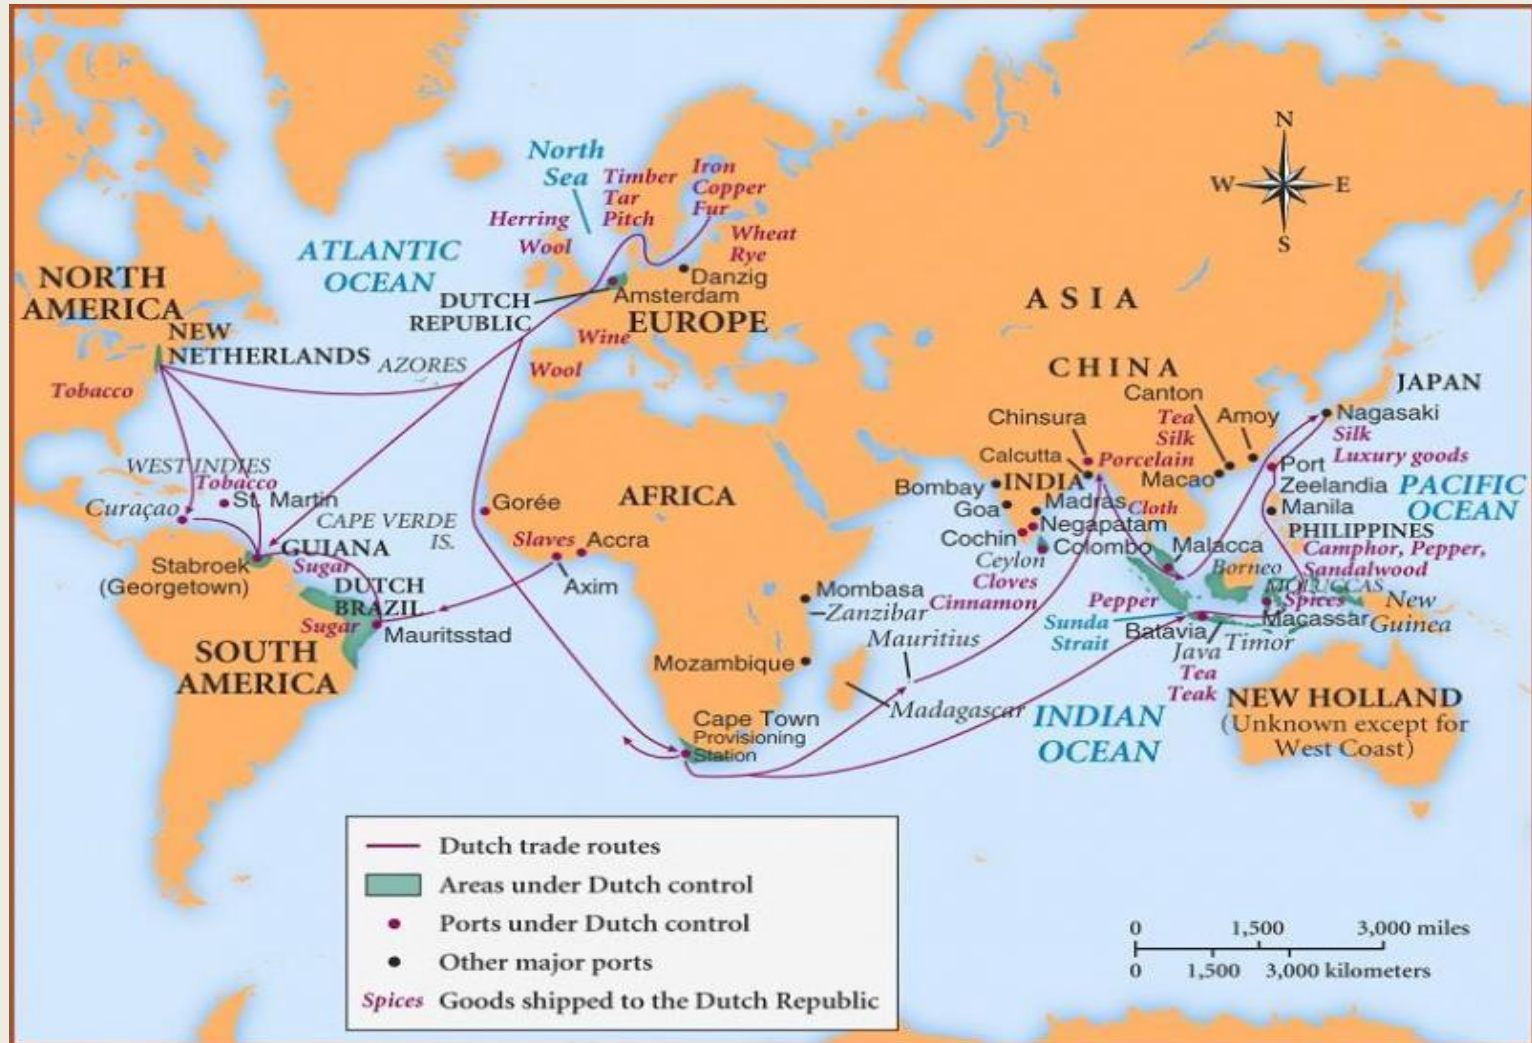 North
Sea
Timber
Tar
Pitch
Iron
Copper
Fur
Herring
Wool
Wheat
Rye
ATLANTIC
OCEAN
NORTH
AMERICA
DUTCH
REPUBLIC
Amsterdam
Danzig
EUROPE
Wine
Wool
NEW
NETHERLANDS
AZORES
Tobacco
WEST INDIES
Tobacco
St. Martin
Curaçao
CAPE VERDE
IS.
GUIANA
Sugar
Stabroek
(Georgetown)
DUTCH
BRAZIL
Sugar
Mauritsstad
SOUTH
AMERICA
Gorée
AFRICA
Slaves
Accra
Axim
Mombasa
Zanzibar
Mauritius
Mozambique
Madagascar
Cape Town
Provisioning
Station
N
W
E
S
ASIA
CHINA
JAPAN
Canton
Chinsura
Tea
Silk
Porcelain
Amoy
Nagasaki
Silk
Luxury goods
Calcutta
INDIA
Macao
Port
Zeelandia
PACIFIC
OCEAN
Bombay
Goa
Madras
Cloth
Manila
Negapatam
PHILIPPINES
Cochin
Ceylon
Colombo
Cloves
Cinnamon
Malacca
Borneo
Camphor, Pepper,
Sandalwood
MOLUCCAS
Spices
Pepper
Sunda
Strait
Batavia
Macassar
New
Guinea
Java
Timor
Tea
Teak
INDIAN
OCEAN
NEW HOLLAND
(Unknown except for
West Coast)
Dutch trade routes
Areas under Dutch control
Ports under Dutch control
Other major ports
Spices Goods shipped to the Dutch Republic
0 1,500 3,000 miles
0 1,500 3,000 kilometers